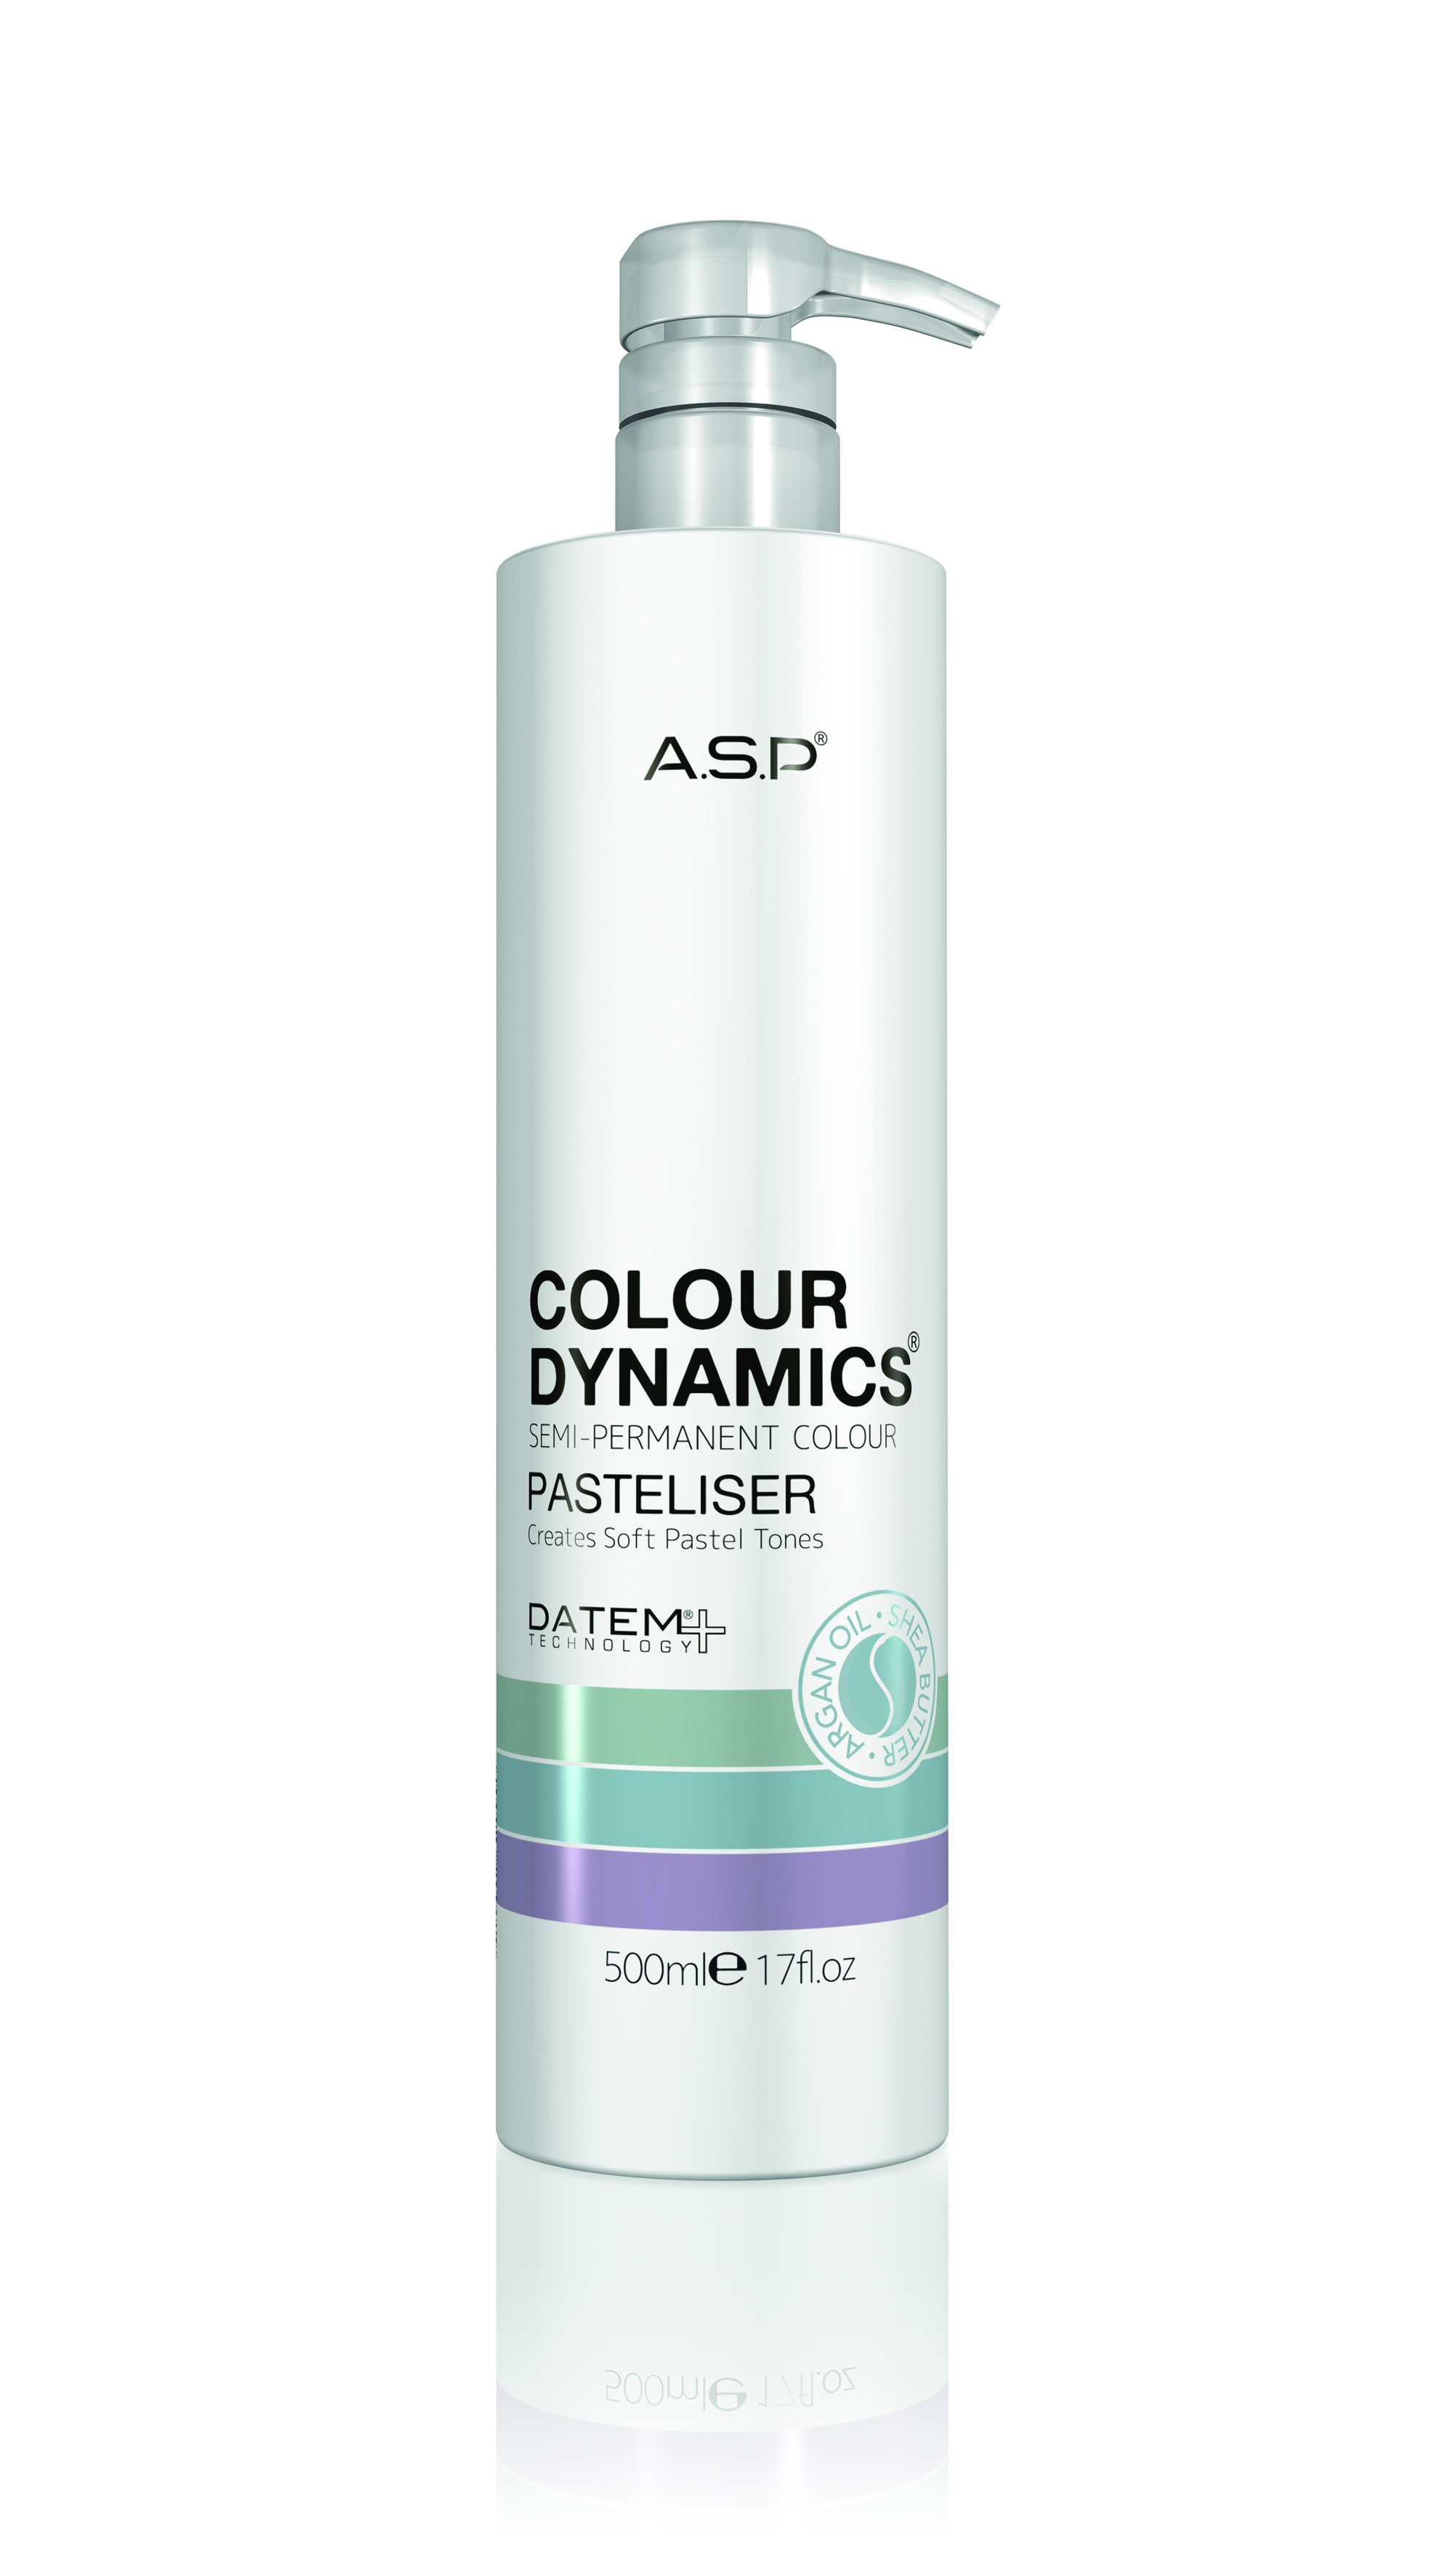 A.S.P®
COLOUR
DYNAMICS®
SEMI-PERMANENT COLOUR
PASTELISER
Creates Soft Pastel Tones
DATEM®+
TECHNOLOGY
ARGAN OIL • SHEA BUTTER •
500ml℮ 17fl.oz